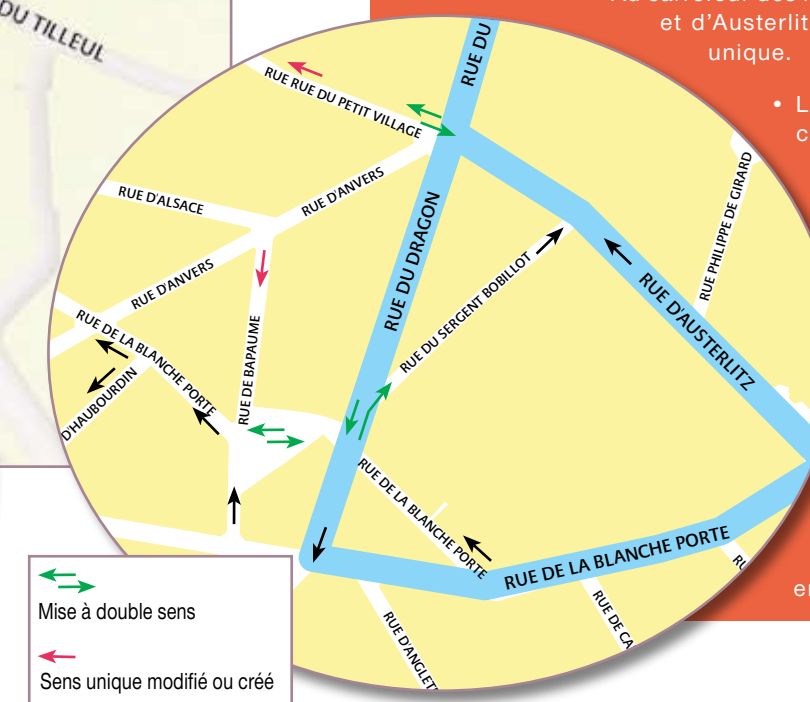 DU TILLEUL
et d'Austerlit
unique.
• L
c
RUE DU
RUE RUE DU PETIT VILLAGE
RUE D'ALSACE
RUE D'ANVERS
RUE PHILIPPE DE GIRARD
RUE DU DRAGON
RUE D'ANVERS
RUE DU SERGENT BOBILLOT
RUE D'AUSTERLITZ
RUE DE LA BLANCHE PORTE
RUE DE BAPAUME
D'HAUBOURDIN
RUE DE LA BLANCHE PORTE
RUE DE LA BLANCHE PORTE
RU
RUE DE CA
RUE D'ANGLET
en
Mise à double sens
Sens unique modifié ou créé